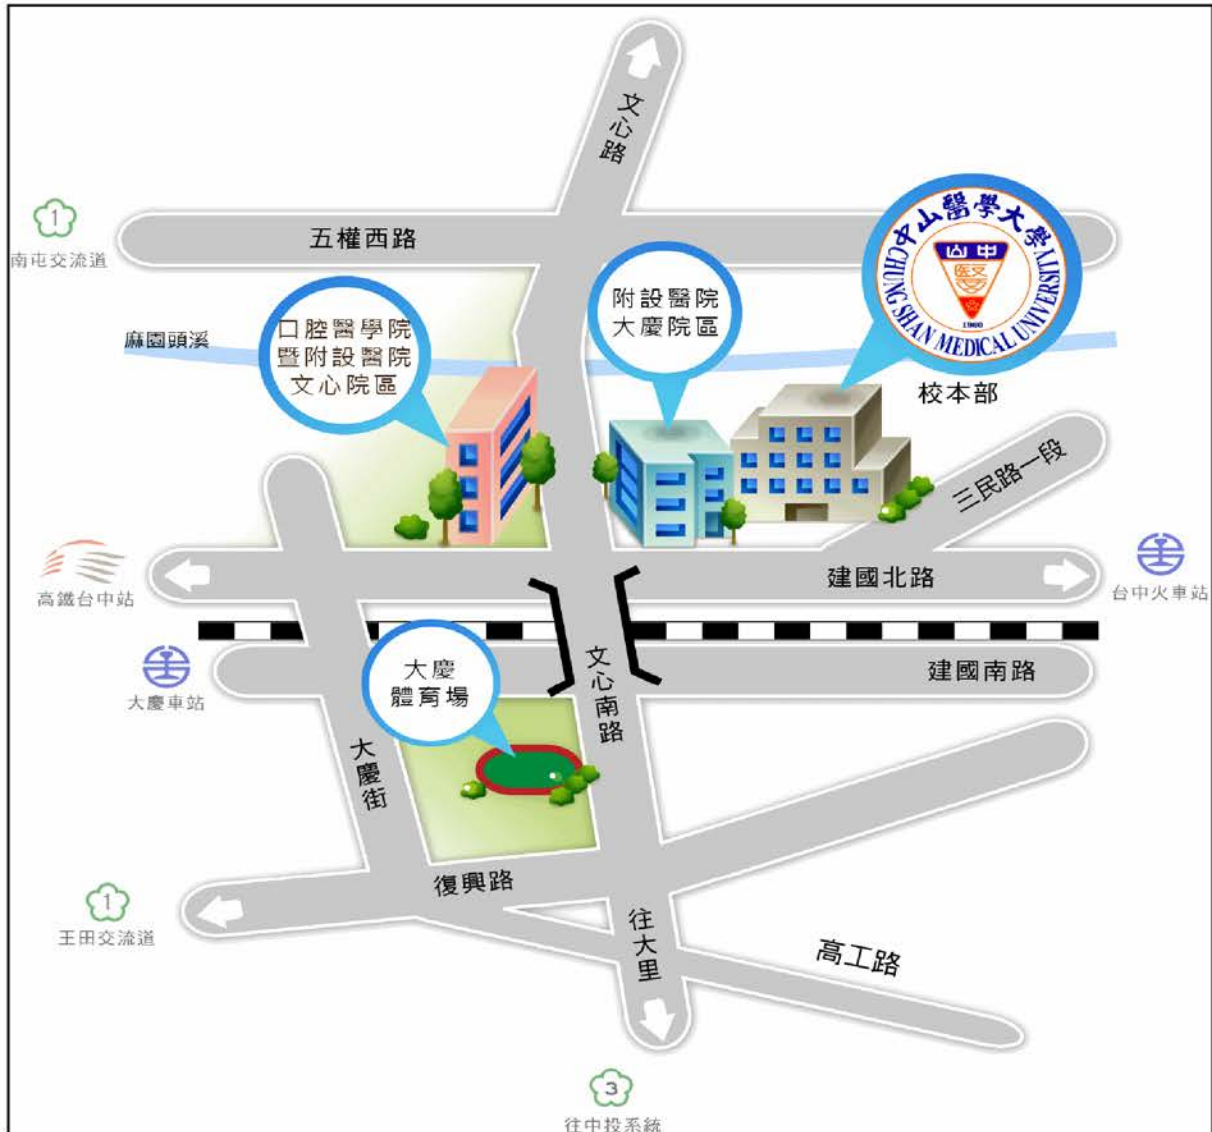 文心路
1
南屯交流道
五權西路
中山醫學大學
山中
CHUNG SHAN MEDICAL UNIVERSITY
1960
附設醫院
大慶院區
口腔醫學院
暨附設醫院
文心院區
麻園頭溪
校本部
三民路一段
高鐵台中站
建國北路
台中火車站
大慶車站
大慶
體育場
文心南路
建國南路
大慶街
復興路
1
王田交流道
往大里
高工路
3
往中投系統